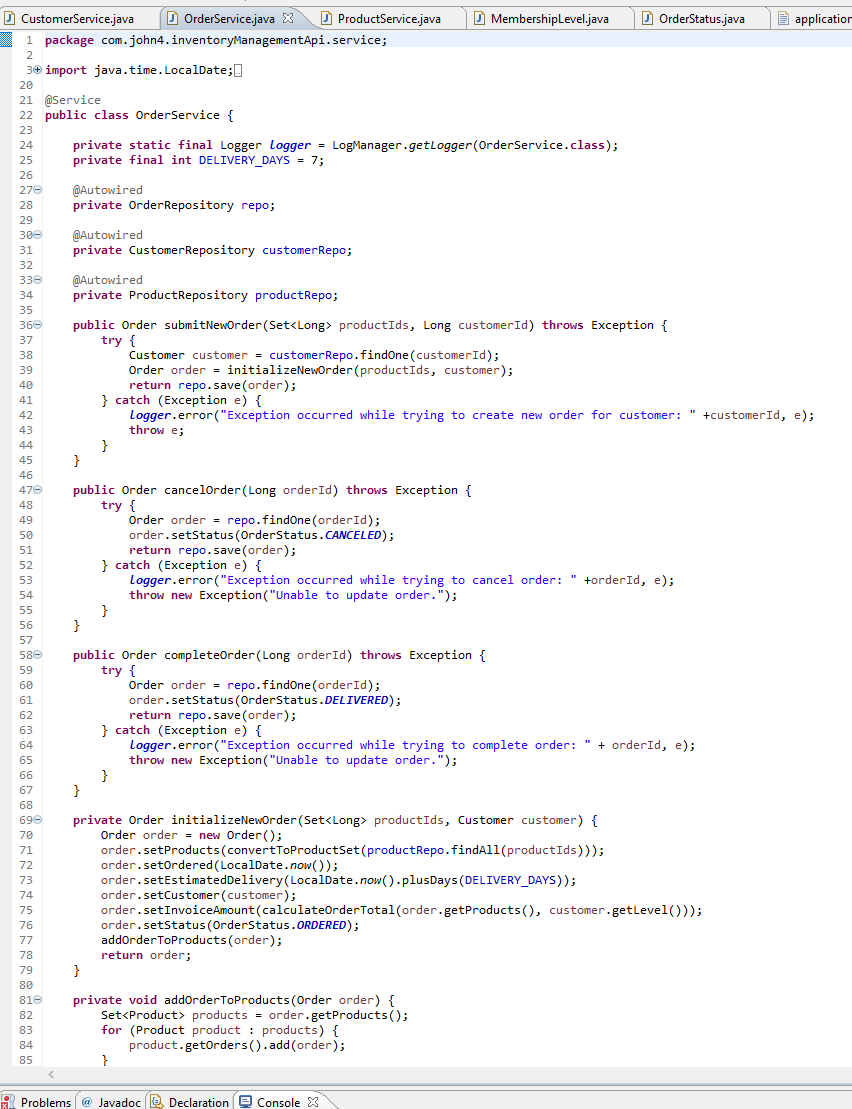 CustomerService.java OrderService.java ProductService.java MembershipLevel.java OrderStatus.java application
1 package com.john4.inventoryManagementApi.service;
2
3 import java.time.LocalDate;
20
21 @Service
22 public class OrderService {
23
24     private static final Logger logger = LogManager.getLogger(OrderService.class);
25     private final int DELIVERY_DAYS = 7;
26
27     @Autowired
28     private OrderRepository repo;
29
30     @Autowired
31     private CustomerRepository customerRepo;
32
33     @Autowired
34     private ProductRepository productRepo;
35
36     public Order submitNewOrder(Set<Long> productIds, Long customerId) throws Exception {
37         try {
38             Customer customer = customerRepo.findOne(customerId);
39             Order order = initializeNewOrder(productIds, customer);
40             return repo.save(order);
41         } catch (Exception e) {
42             logger.error("Exception occurred while trying to create new order for customer: " +customerId, e);
43             throw e;
44         }
45     }
46
47     public Order cancelOrder(Long orderId) throws Exception {
48         try {
49             Order order = repo.findOne(orderId);
50             order.setStatus(OrderStatus.CANCELED);
51             return repo.save(order);
52         } catch (Exception e) {
53             logger.error("Exception occurred while trying to cancel order: " +orderId, e);
54             throw new Exception("Unable to update order.");
55         }
56     }
57
58     public Order completeOrder(Long orderId) throws Exception {
59         try {
60             Order order = repo.findOne(orderId);
61             order.setStatus(OrderStatus.DELIVERED);
62             return repo.save(order);
63         } catch (Exception e) {
64             logger.error("Exception occurred while trying to complete order: " + orderId, e);
65             throw new Exception("Unable to update order.");
66         }
67     }
68
69     private Order initializeNewOrder(Set<Long> productIds, Customer customer) {
70         Order order = new Order();
71         order.setProducts(convertToProductSet(productRepo.findAll(productIds)));
72         order.setOrdered(LocalDate.now());
73         order.setEstimatedDelivery(LocalDate.now().plusDays(DELIVERY_DAYS));
74         order.setCustomer(customer);
75         order.setInvoiceAmount(calculateOrderTotal(order.getProducts(), customer.getLevel()));
76         order.setStatus(OrderStatus.ORDERED);
77         addOrderToProducts(order);
78         return order;
79     }
80
81     private void addOrderToProducts(Order order) {
82         Set<Product> products = order.getProducts();
83         for (Product product : products) {
84             product.getOrders().add(order);
85         }
Problems @ Javadoc Declaration Console